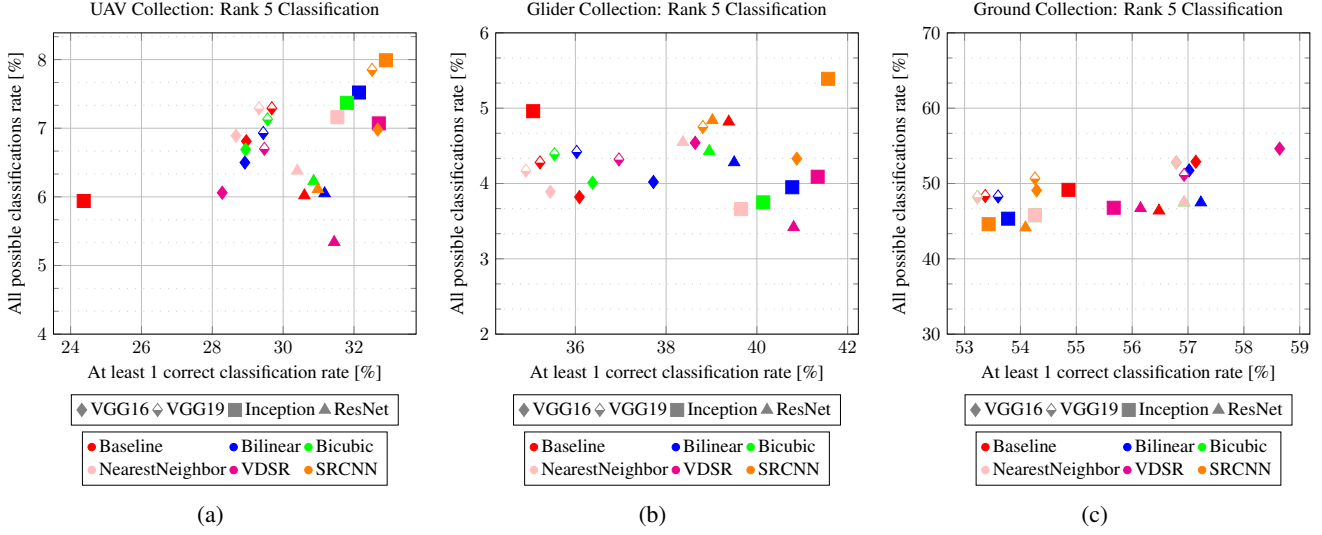 UAV Collection: Rank 5 Classification
All possible classifications rate [%]
8
7
6
5
4
24 26 28 30 32
At least 1 correct classification rate [%]
VGG16 VGG19 Inception ResNet
Baseline Bilinear Bicubic
NearestNeighbor VDSR SRCNN
(a)
Glider Collection: Rank 5 Classification
All possible classifications rate [%]
6
5
4
3
2
36 38 40 42
At least 1 correct classification rate [%]
VGG16 VGG19 Inception ResNet
Baseline Bilinear Bicubic
NearestNeighbor VDSR SRCNN
(b)
Ground Collection: Rank 5 Classification
All possible classifications rate [%]
70
60
50
40
30
53 54 55 56 57 58 59
At least 1 correct classification rate [%]
VGG16 VGG19 Inception ResNet
Baseline Bilinear Bicubic
NearestNeighbor VDSR SRCNN
(c)